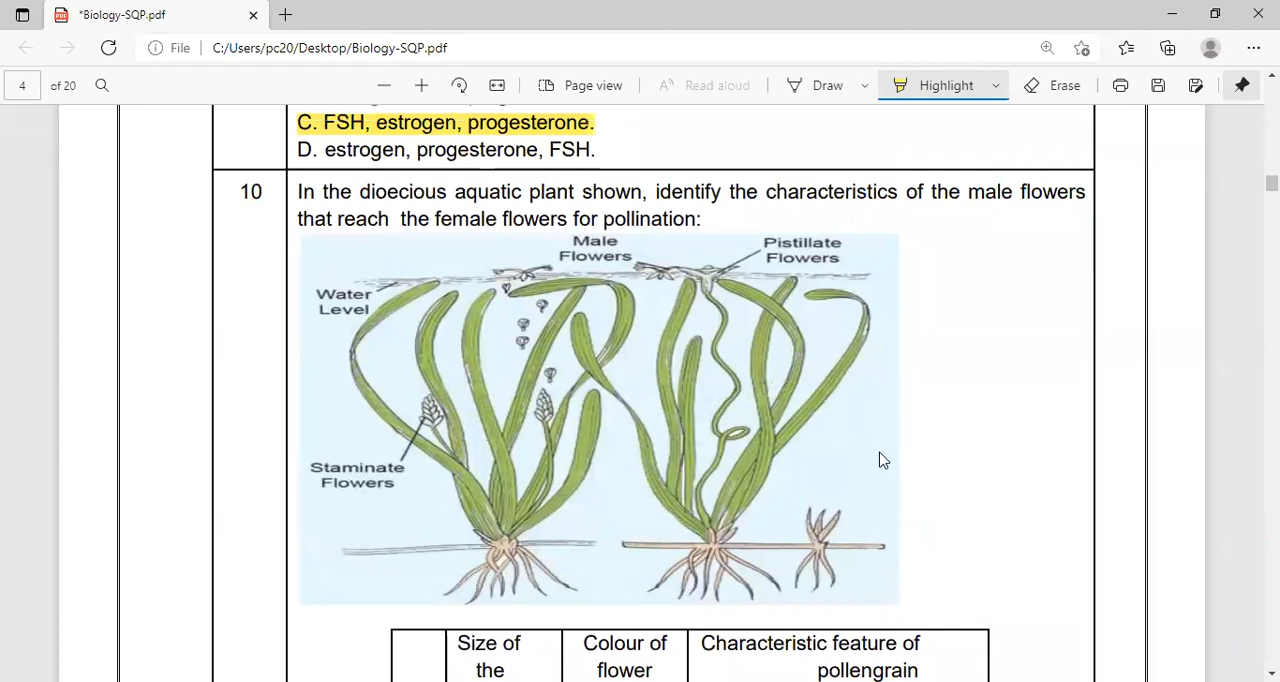 *Biology-SQP.pdf
File
C:/Users/pc20/Desktop/Biology-SQP.pdf
4 of 20
Page view
Read aloud
Draw
Highlight
Erase
C. FSH, estrogen, progesterone.
D. estrogen, progesterone, FSH.
10
In the dioecious aquatic plant shown, identify the characteristics of the male flowers
that reach the female flowers for pollination:
Male
Flowers
Pistillate
Flowers
Water
Level
Staminate
Flowers
Size of
the
Colour of
flower
Characteristic feature of
pollengrain